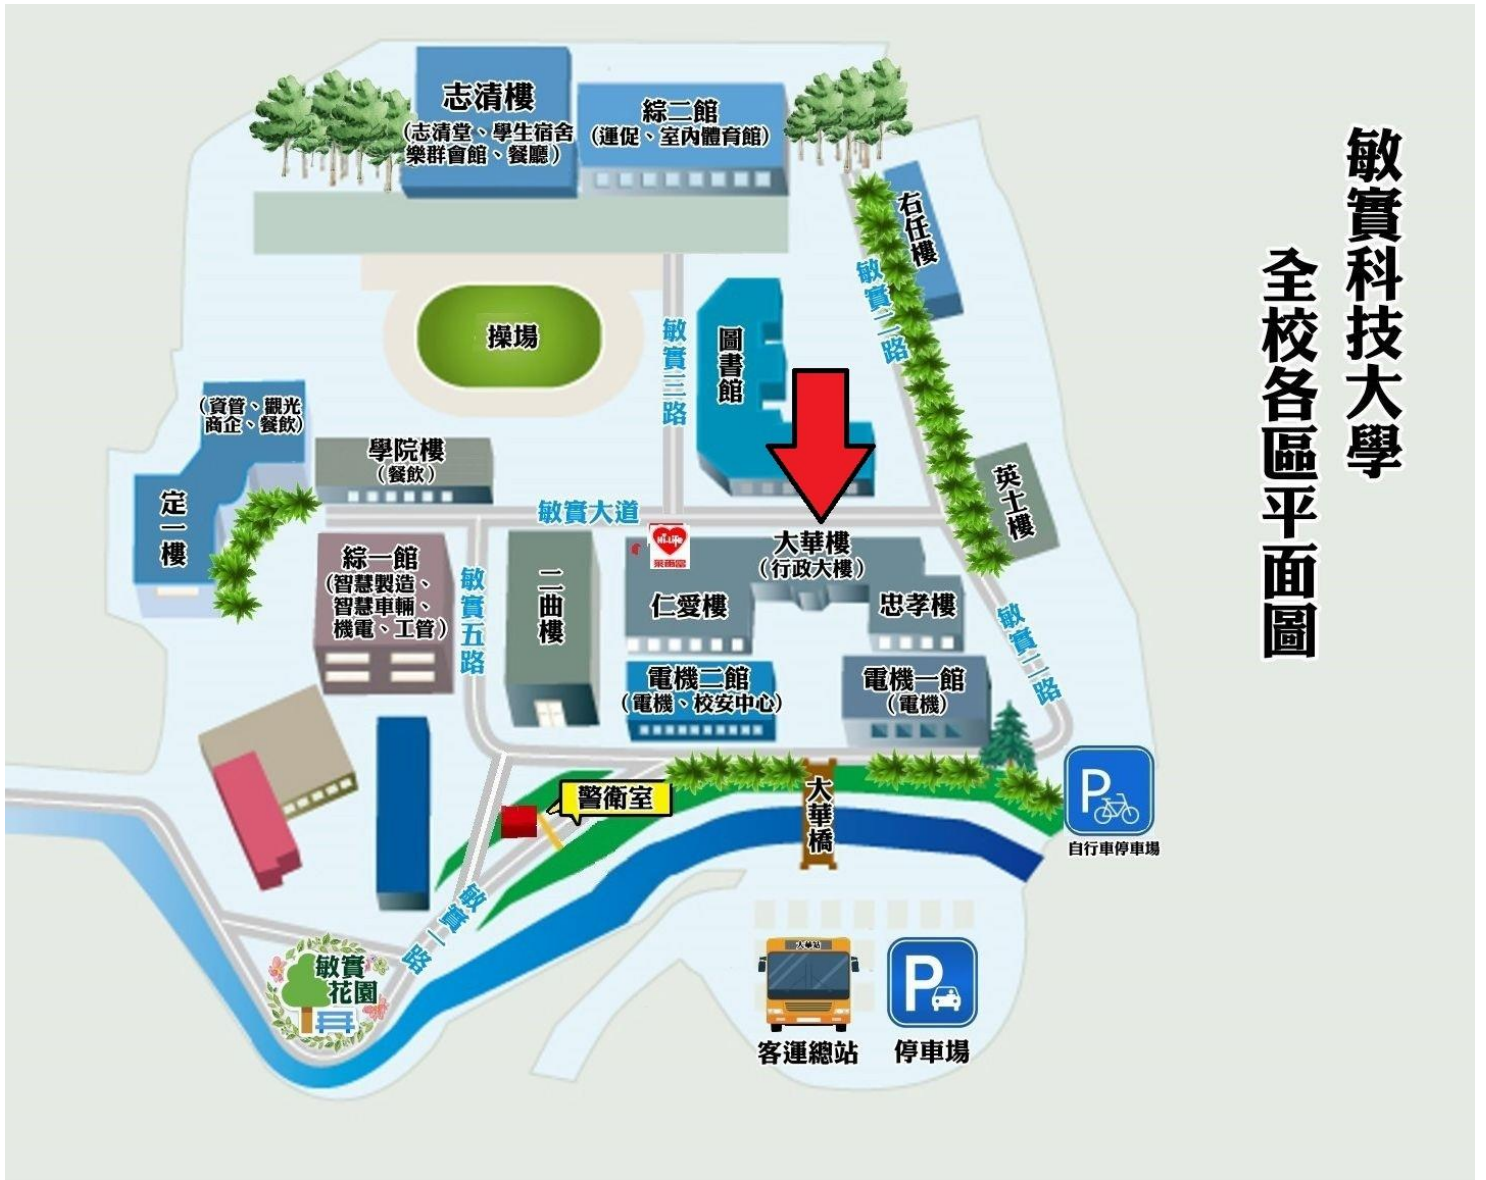 敏實科技大學
全校各區平面圖
志清樓
(志清堂、學生宿舍
樂群會館、餐廳)
綜二館
(運促、室內體育館)
右任樓
敏實二路
操場
敏實三路
圖書館
(資管、觀光
商企、餐飲)
定一樓
學院樓
(餐飲)
敏實大道
英士樓
綜一館
(智慧製造、
智慧車輛、
機電、工管)
敏實五路
二曲樓
Hi-Life
萊爾富
大華樓
(行政大樓)
仁愛樓
忠孝樓
敏實二路
電機二館
(電機、校安中心)
電機一館
(電機)
警衛室
大華橋
P
自行車停車場
敏實一路
敏實
花園
大華站
客運總站
P
停車場